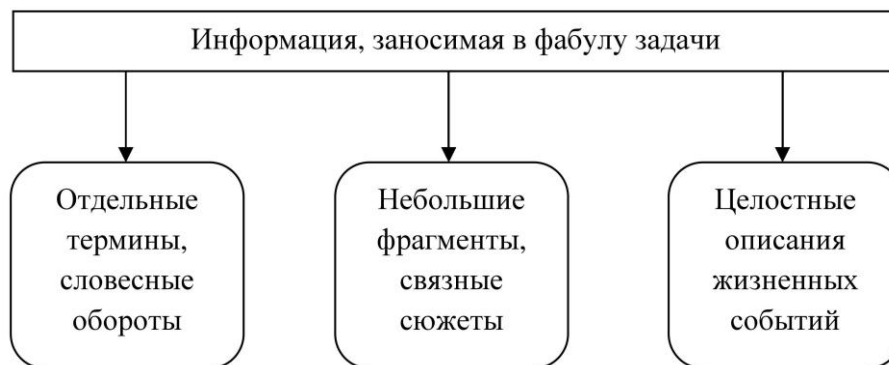 Информация, заносимая в фабулу задачи
Отдельные
термины,
словесные
обороты
Небольшие
фрагменты,
связные
сюжеты
Целостные
описания
жизненных
событий